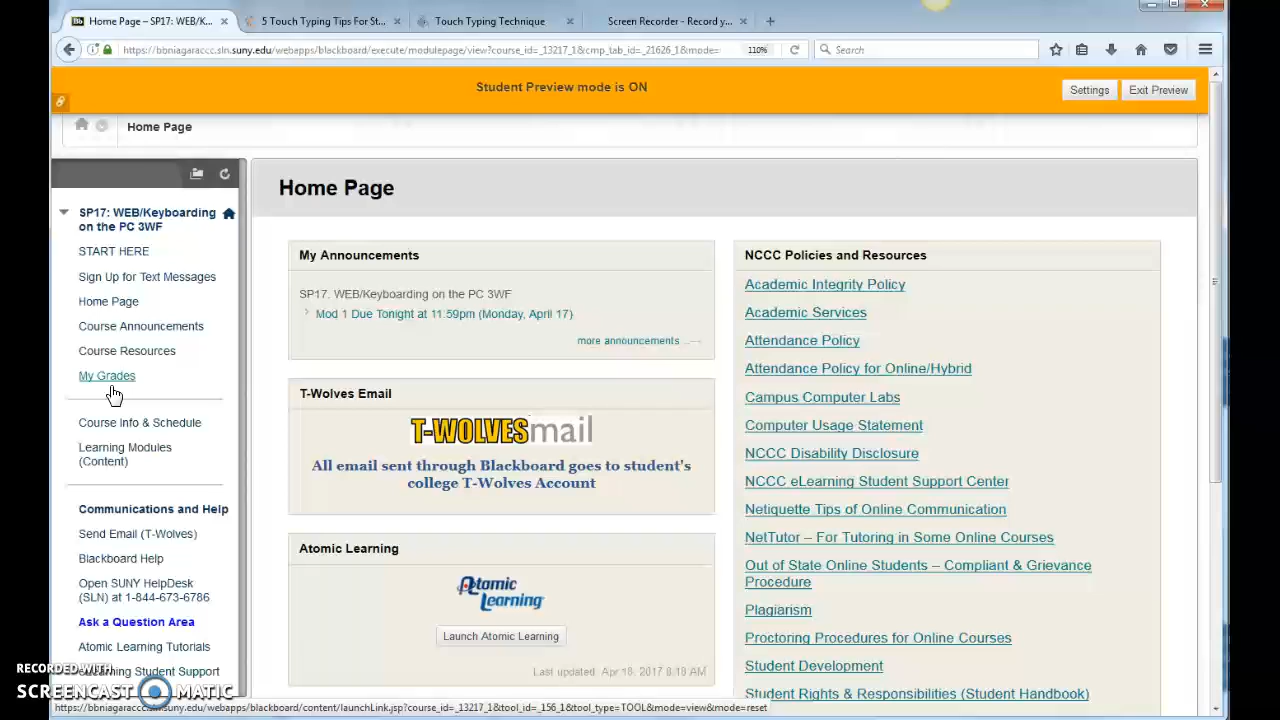 Home Page – SP17: WEB/K...
5 Touch Typing Tips For St...
Touch Typing Technique
Screen Recorder - Record y...
https://bbniagaraccc.sln.suny.edu/webapps/blackboard/execute/modulepage/view?course_id=_13217_1&cmp_tab_id=_21626_1&mode=
110%
Search
Student Preview mode is ON
Settings
Exit Preview
Home Page
SP17: WEB/Keyboarding
on the PC 3WF
START HERE
Sign Up for Text Messages
Home Page
Course Announcements
Course Resources
My Grades
Course Info & Schedule
Learning Modules
(Content)
Communications and Help
Send Email (T-Wolves)
Blackboard Help
Open SUNY HelpDesk
(SLN) at 1-844-673-6786
Ask a Question Area
Atomic Learning Tutorials
eLearning Student Support
Home Page
My Announcements
SP17. WEB/Keyboarding on the PC 3WF
Mod 1 Due Tonight at 11:59pm (Monday, April 17)
more announcements
T-Wolves Email
T-WOLVESmail
All email sent through Blackboard goes to student's
college T-Wolves Account
Atomic Learning
Atomic
Learning
Launch Atomic Learning
Last updated: Apr 18, 2017 8:18 AM
NCCC Policies and Resources
Academic Integrity Policy
Academic Services
Attendance Policy
Attendance Policy for Online/Hybrid
Campus Computer Labs
Computer Usage Statement
NCCC Disability Disclosure
NCCC eLearning Student Support Center
Netiquette Tips of Online Communication
NetTutor – For Tutoring in Some Online Courses
Out of State Online Students – Compliant & Grievance
Procedure
Plagiarism
Proctoring Procedures for Online Courses
Student Development
Student Rights & Responsibilities (Student Handbook)
RECORDED WITH
SCREENCAST MATIC
https://bbniagaraccc.sln.suny.edu/webapps/blackboard/content/launchLink.jsp?course_id=_13217_1&tool_id=_156_1&tool_type=TOOL&mode=view&mode=reset